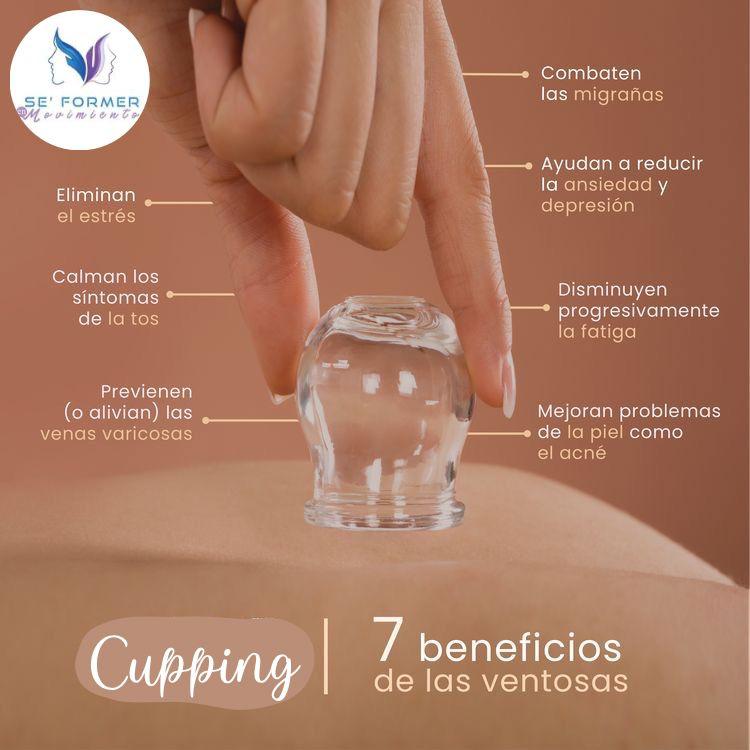 SE' FORMER
en Movimiento
Combaten
las migrañas
Ayudan a reducir
la ansiedad y
depresión
Eliminan
el estrés
Calman los
síntomas
de la tos
Disminuyen
progresivamente
la fatiga
Previenen
(o alivian) las
venas varicosas
Mejoran problemas
de la piel como
el acné
Cupping
7 beneficios
de las ventosas